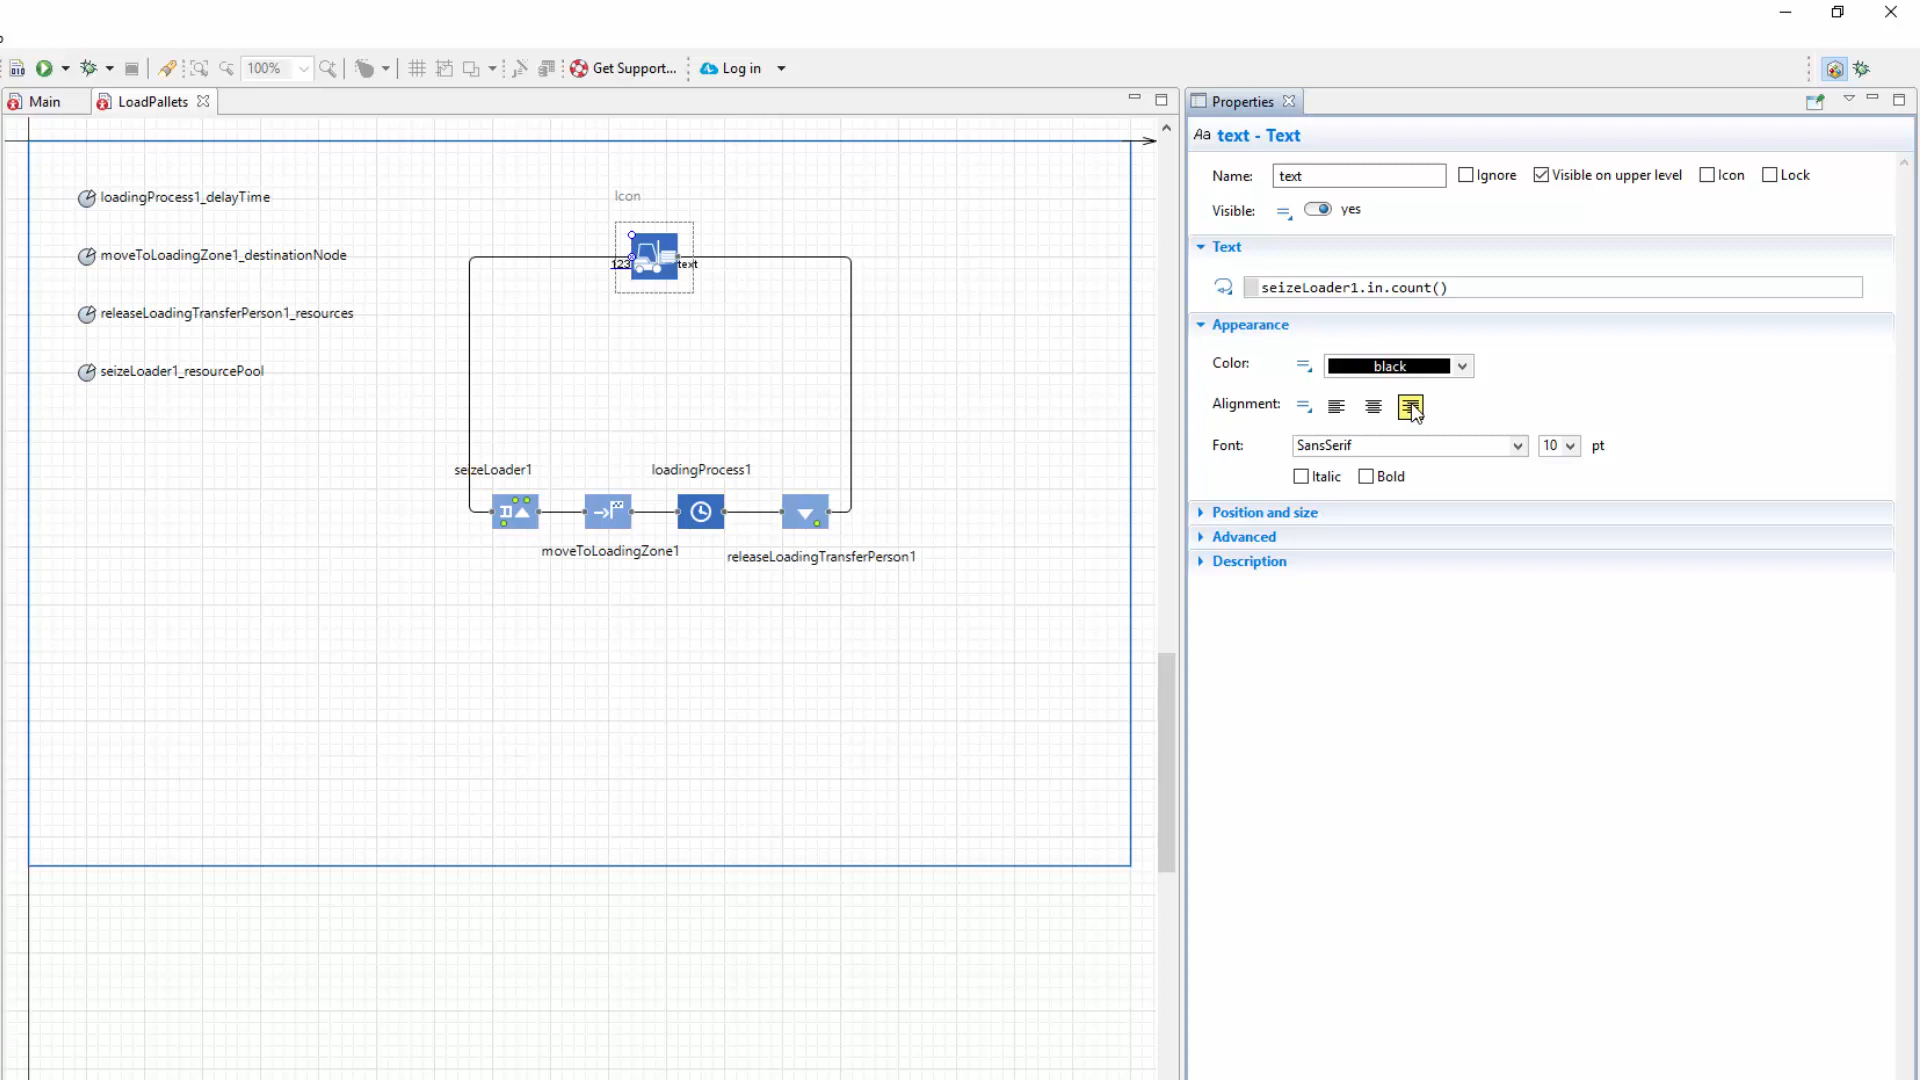 100%
Get Support...
Log in
Main
LoadPallets
Properties
Aa text - Text
Name:
text
Ignore
Visible on upper level
Icon
Lock
Visible:
yes
Text
seizeLoader1.in.count()
Appearance
Color:
black
Alignment:
Font:
SansSerif
10
pt
Italic
Bold
Position and size
Advanced
Description
loadingProcess1_delayTime
moveToLoadingZone1_destinationNode
releaseLoadingTransferPerson1_resources
seizeLoader1_resourcePool
Icon
123
text
seizeLoader1
loadingProcess1
moveToLoadingZone1
releaseLoadingTransferPerson1